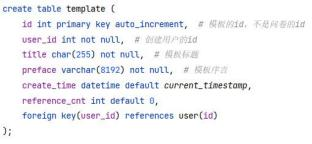 create table template (
id int primary key auto_increment, # 模板的id，不是问卷的id
user_id int not null, # 创建用户的id
title char(255) not null, # 模板标题
preface varchar(8192) not null, # 模板序言
create_time datetime default current_timestamp,
reference_cnt int default 0,
foreign key(user_id) references user(id)
);